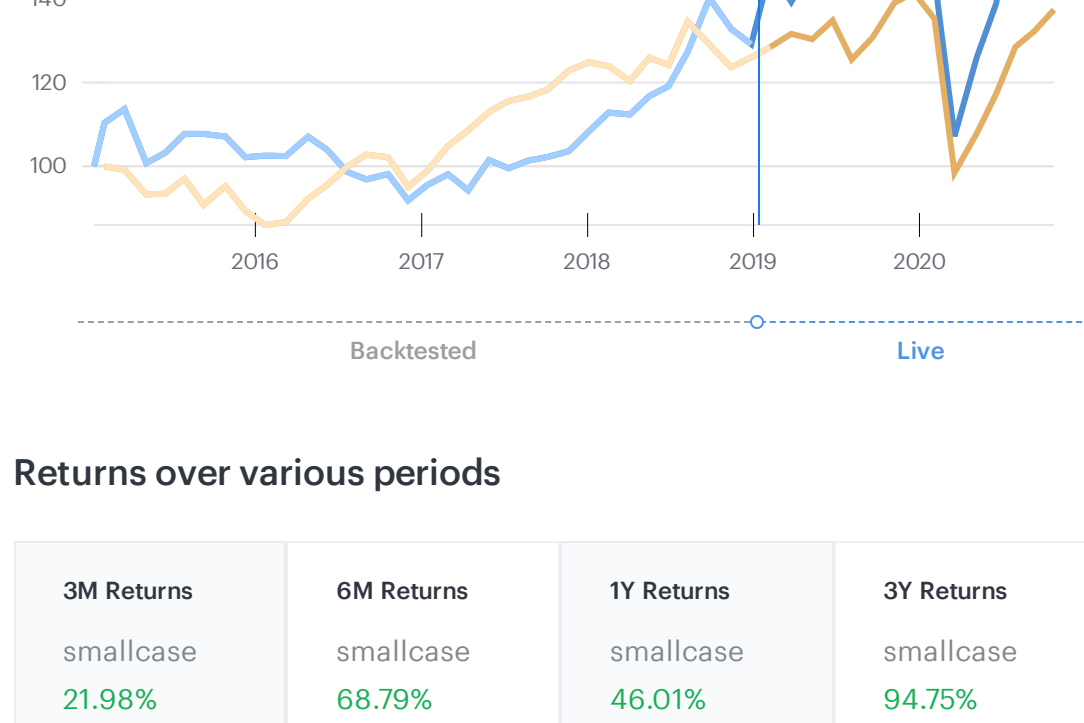 140
120
100
2016 2017 2018 2019 2020
Backtested Live
Returns over various periods
3M Returns 6M Returns 1Y Returns 3Y Returns
smallcase smallcase smallcase smallcase
21.98% 68.79% 46.01% 94.75%